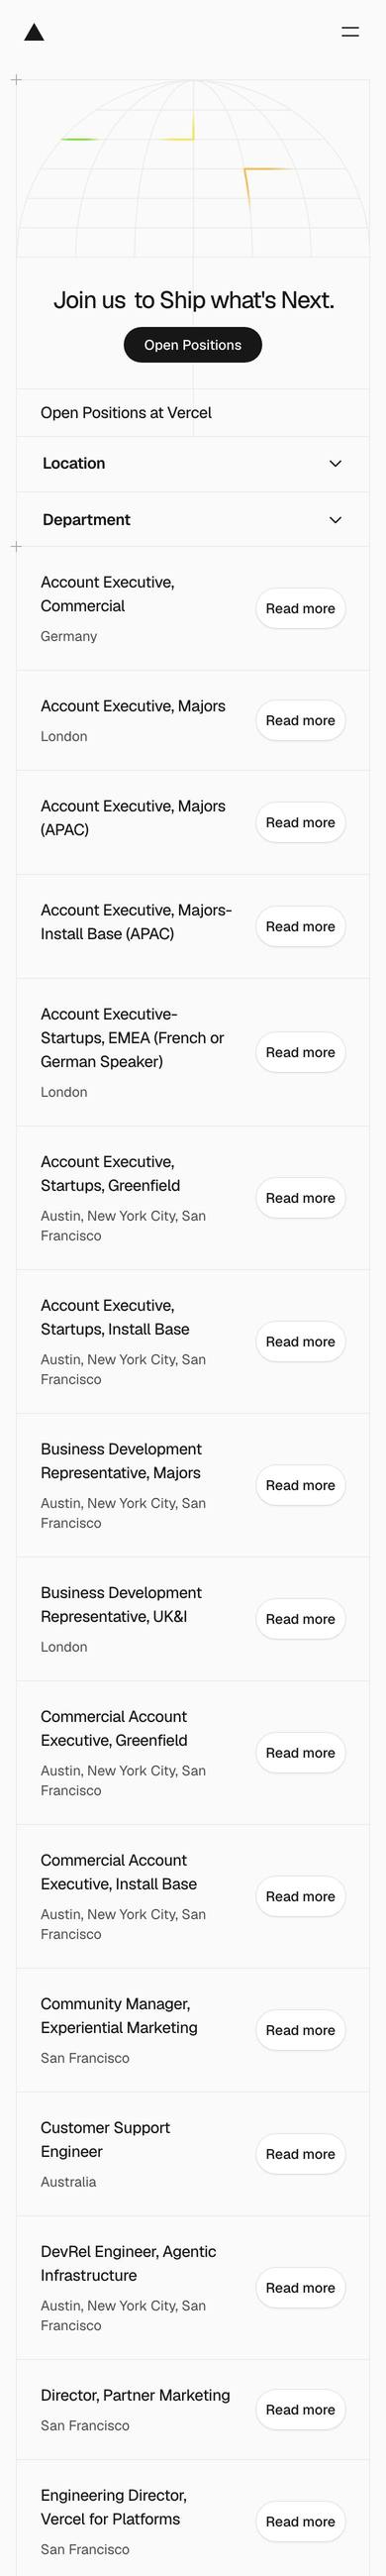 Join us to Ship what's Next.
Open Positions
Open Positions at Vercel
Location
Department
Account Executive,
Commercial
Germany
Read more
Account Executive, Majors
London
Read more
Account Executive, Majors
(APAC)
Read more
Account Executive, Majors-
Install Base (APAC)
Read more
Account Executive-
Startups, EMEA (French or
German Speaker)
London
Read more
Account Executive,
Startups, Greenfield
Austin, New York City, San
Francisco
Read more
Account Executive,
Startups, Install Base
Austin, New York City, San
Francisco
Read more
Business Development
Representative, Majors
Austin, New York City, San
Francisco
Read more
Business Development
Representative, UK&I
London
Read more
Commercial Account
Executive, Greenfield
Austin, New York City, San
Francisco
Read more
Commercial Account
Executive, Install Base
Austin, New York City, San
Francisco
Read more
Community Manager,
Experiential Marketing
San Francisco
Read more
Customer Support
Engineer
Australia
Read more
DevRel Engineer, Agentic
Infrastructure
Austin, New York City, San
Francisco
Read more
Director, Partner Marketing
San Francisco
Read more
Engineering Director,
Vercel for Platforms
San Francisco
Read more